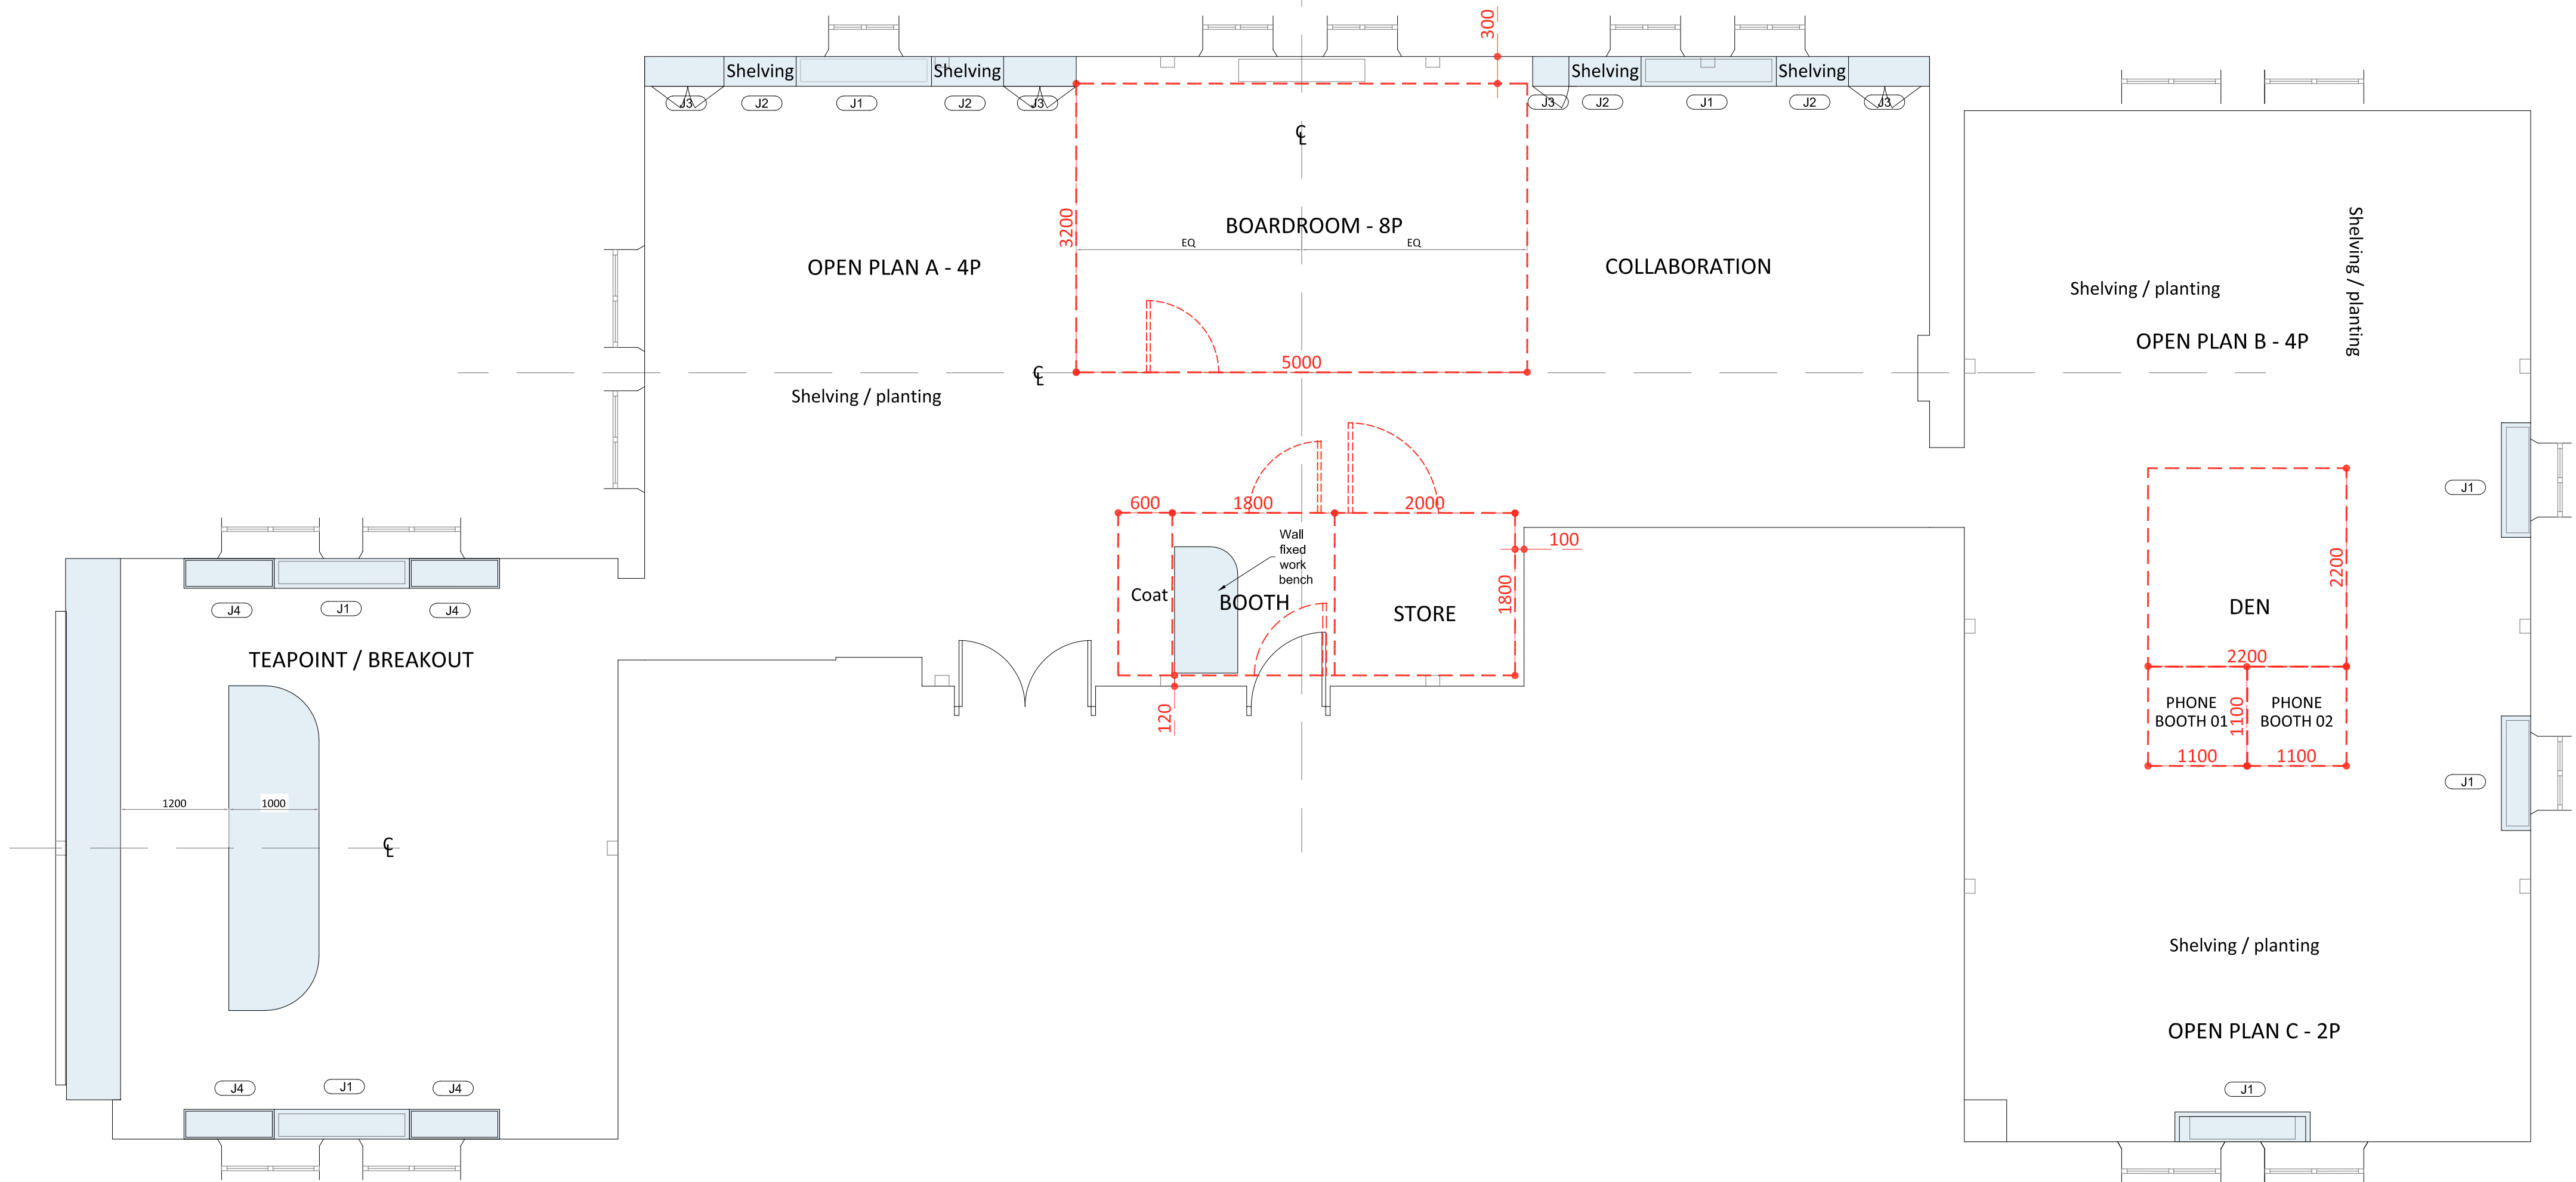 300
Shelving
Shelving
Shelving
Shelving
J3
J2
J1
J2
J3
J3
J2
J1
J2
J3
℄
3200
BOARDROOM - 8P
EQ
EQ
OPEN PLAN A - 4P
COLLABORATION
Shelving / planting
Shelving / planting
OPEN PLAN B - 4P
5000
℄
Shelving / planting
600
1800
2000
J1
Wall
fixed
work
bench
100
2200
Coat
BOOTH
STORE
1800
DEN
J4
J1
J4
TEAPOINT / BREAKOUT
2200
120
PHONE
BOOTH 01
1100
PHONE
BOOTH 02
1100
1100
J1
1200
1000
℄
Shelving / planting
OPEN PLAN C - 2P
J4
J1
J4
J1